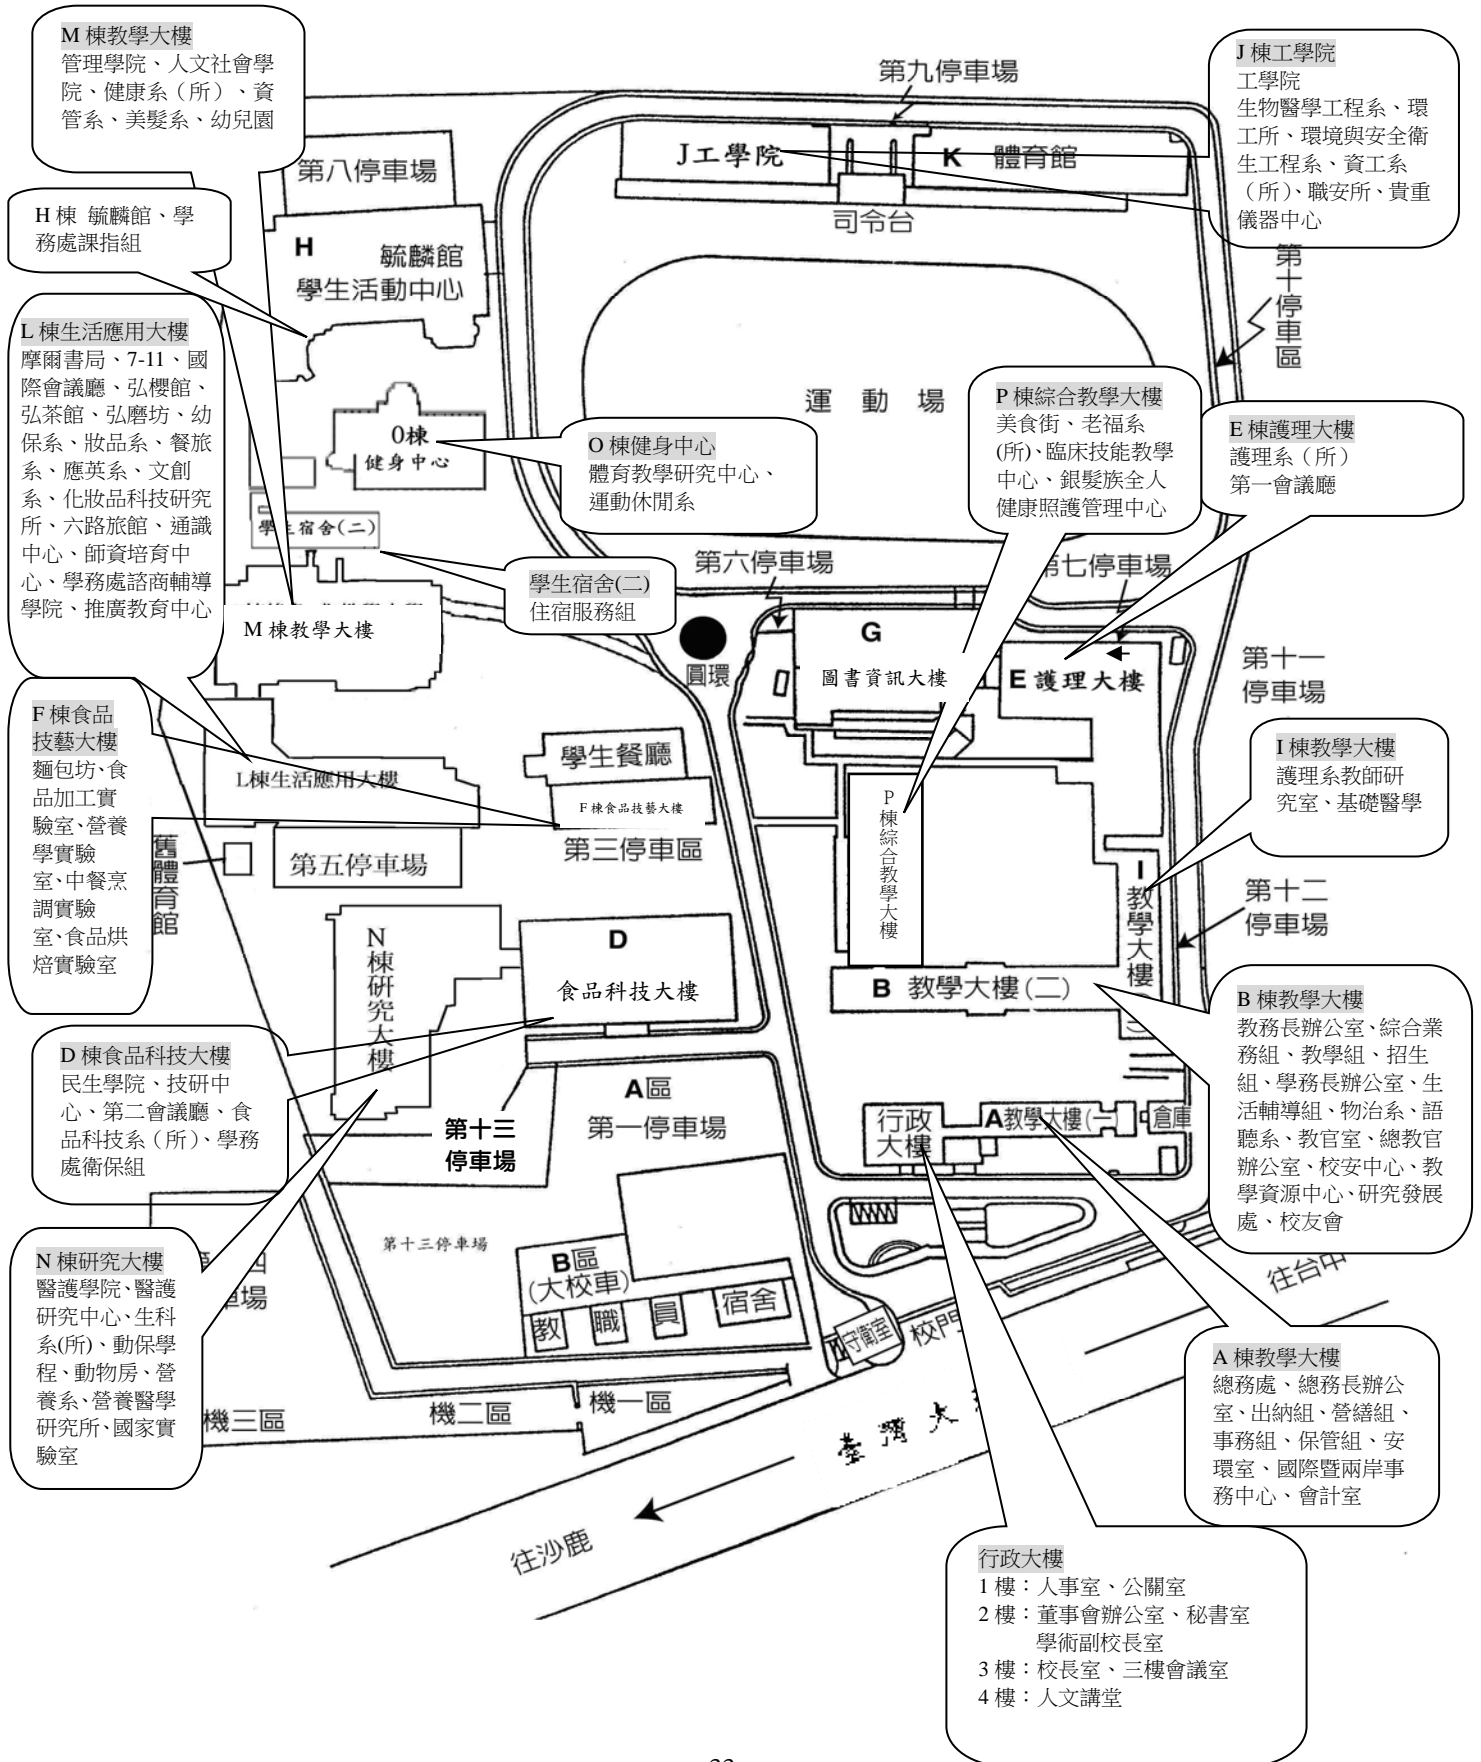 M 棟教學大樓
管理學院、人文社會學
院、健康系（所）、資
管系、美髮系、幼兒園
J 棟工學院
工學院
生物醫學工程系、環
工所、環境與安全衛
生工程系、資工系
（所）、職安所、貴重
儀器中心
第九停車場
第八停車場
J工學院
K 體育館
司令台
H 棟 毓麟館、學
務處課指組
H 毓麟館
學生活動中心
第十停車區
L 棟生活應用大樓
摩爾書局、7-11、國
際會議廳、弘櫻館、
弘茶館、弘磨坊、幼
保系、妝品系、餐旅
系、應英系、文創
系、化妝品科技研究
所、六路旅館、通識
中心、師資培育中
心、學務處諮商輔導
學院、推廣教育中心
運動場
P 棟綜合教學大樓
美食街、老福系
(所)、臨床技能教學
中心、銀髮族全人
健康照護管理中心
E 棟護理大樓
護理系（所）
第一會議廳
O棟
健身中心
O 棟健身中心
體育教學研究中心、
運動休閒系
學生宿舍(二)
學生宿舍(二)
住宿服務組
第六停車場
第七停車場
M 棟教學大樓
圓環
G
圖書資訊大樓
E 護理大樓
第十一
停車場
F 棟食品
技藝大樓
麵包坊、食
品加工實
驗室、營養
學實驗
室、中餐烹
調實驗
室、食品烘
焙實驗室
L棟生活應用大樓
學生餐廳
F 棟食品技藝大樓
第三停車區
第五停車場
舊體育館
P棟綜合教學大樓
I 棟教學大樓
護理系教師研
究室、基礎醫學
I 教學大樓
第十二
停車場
N棟研究大樓
D
食品科技大樓
B 教學大樓(二)
B 棟教學大樓
教務長辦公室、綜合業
務組、教學組、招生
組、學務長辦公室、生
活輔導組、物治系、語
聽系、教官室、總教官
辦公室、校安中心、教
學資源中心、研究發展
處、校友會
D 棟食品科技大樓
民生學院、技研中
心、第二會議廳、食
品科技系（所）、學務
處衛保組
A區
第一停車場
第十三
停車場
行政
大樓
A教學大樓(一)
倉庫
N 棟研究大樓
醫護學院、醫護
研究中心、生科
系(所)、動保學
程、動物房、營
養系、營養醫學
研究所、國家實
驗室
第十三停車場
B區
(大校車)
教職員宿舍
守衛室
校門
往台中
A 棟教學大樓
總務處、總務長辦公
室、出納組、營繕組、
事務組、保管組、安
環室、國際暨兩岸事
務中心、會計室
機三區
機二區
機一區
臺灣大
往沙鹿
行政大樓
1 樓：人事室、公關室
2 樓：董事會辦公室、秘書室
學術副校長室
3 樓：校長室、三樓會議室
4 樓：人文講堂